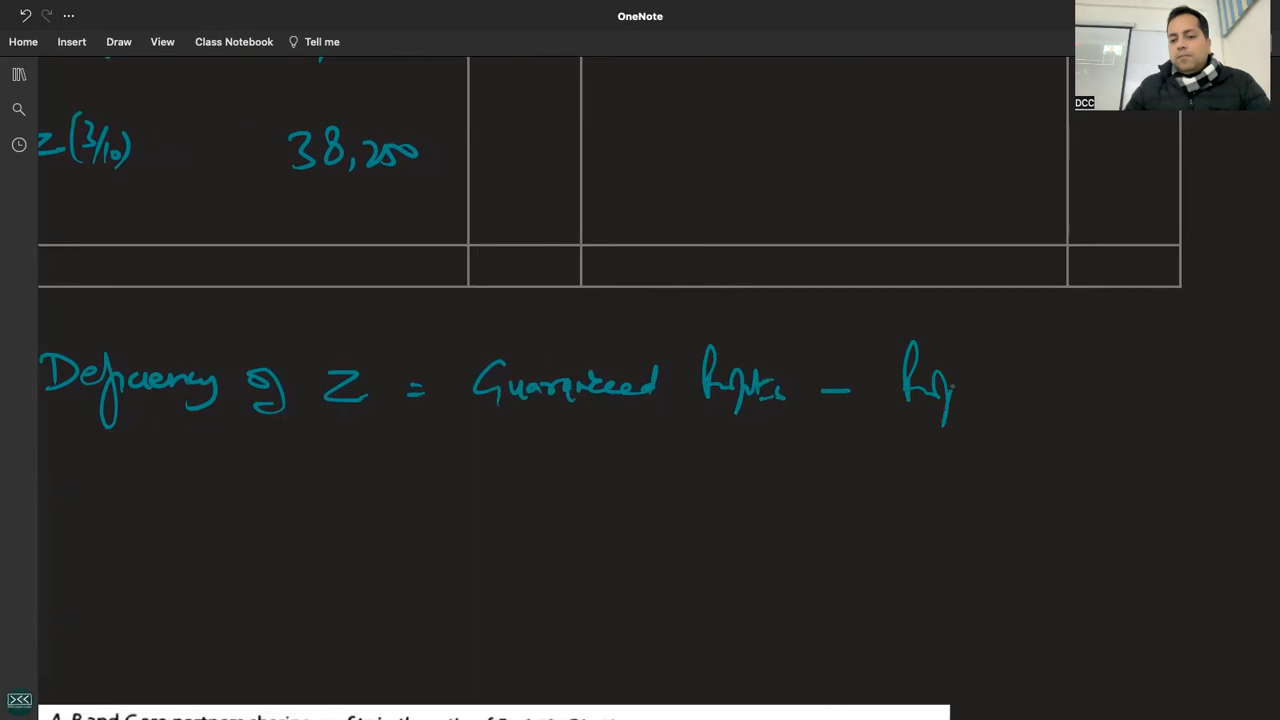 OneNote
Home Insert Draw View Class Notebook Tell me
DCC
Z (3/10) 38,250
Deficiency of Z = Guaranteed Profits - Prof